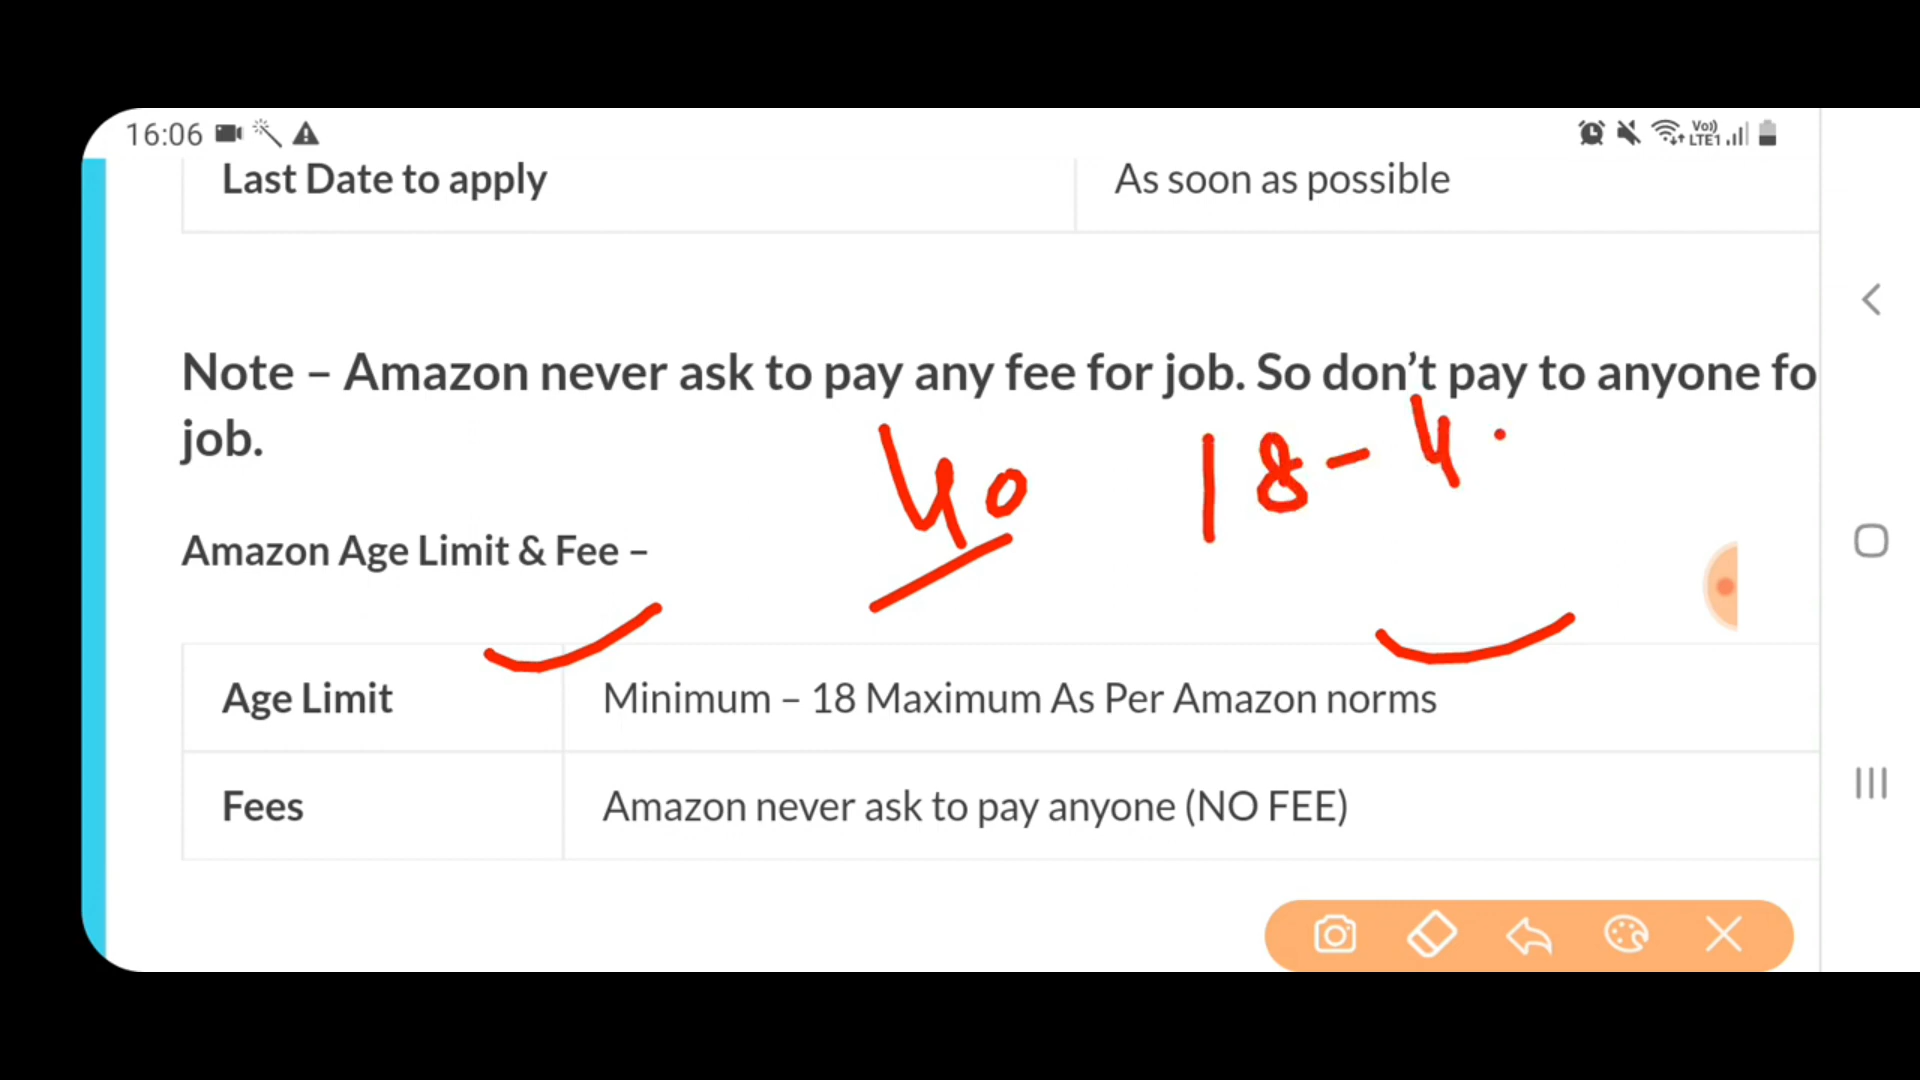 16:06
Vo)) LTE1
Last Date to apply As soon as possible
Note – Amazon never ask to pay any fee for job. So don’t pay to anyone fo
job.
40 18-4
Amazon Age Limit & Fee –
Age Limit Minimum – 18 Maximum As Per Amazon norms
Fees Amazon never ask to pay anyone (NO FEE)